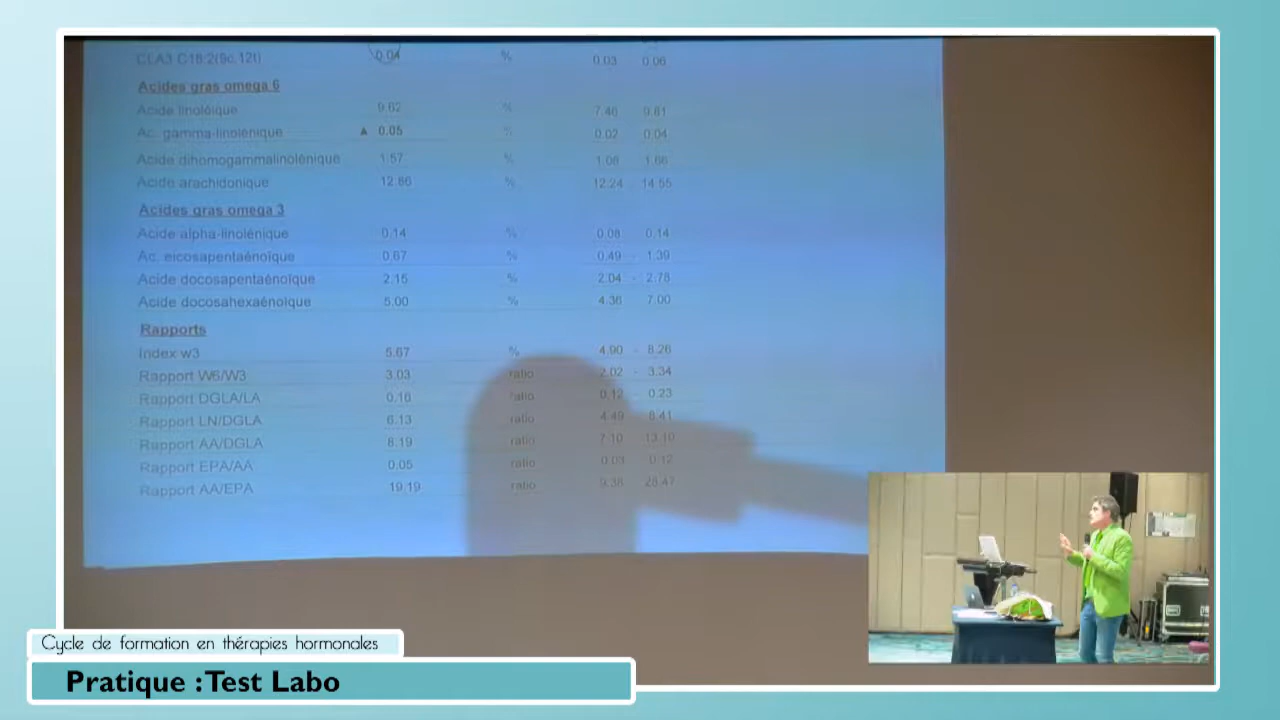 CLA3 C18:2(9c,12t) 0.04 % 0.03 0.06
Acides gras omega 6
Acide linoléique 9.62 % 7.46 9.81
Ac. gamma-linolénique ▲ 0.05 % 0.02 0.04
Acide dihomogammalinolénique 1.57 % 1.06 1.66
Acide arachidonique 12.86 % 12.24 - 14.55
Acides gras omega 3
Acide alpha-linolénique 0.14 % 0.08 0.14
Ac. eicosapentaénoïque 0.67 % 0.49 - 1.39
Acide docosapentaénoïque 2.15 % 2.04 - 2.78
Acide docosahexaénoïque 5.00 % 4.36 7.00
Rapports
Index w3 5.67 % 4.90 - 8.26
Rapport W6/W3 3.03 ratio 2.02 - 3.34
Rapport DGLA/LA 0.16 ratio 0.12 - 0.23
Rapport LN/DGLA 6.13 ratio 4.49 8.41
Rapport AA/DGLA 8.19 ratio 7.10 13.10
Rapport EPA/AA 0.05 ratio 0.03 0.12
Rapport AA/EPA 19.19 ratio 9.38 28.47
Cycle de formation en thérapies hormonales
Pratique : Test Labo